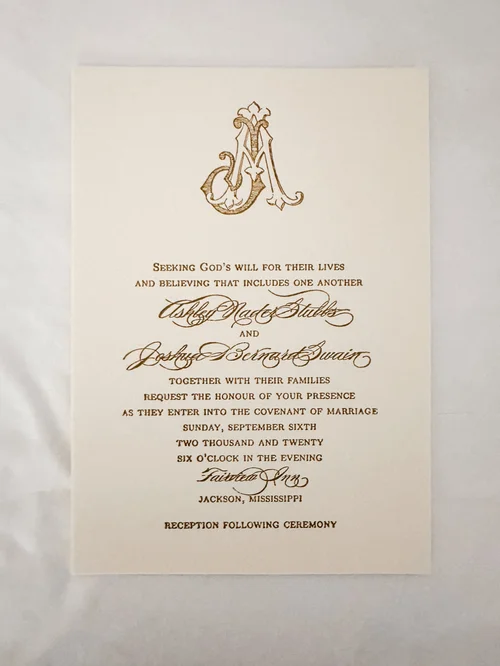 JA
SEEKING GOD'S WILL FOR THEIR LIVES
AND BELIEVING THAT INCLUDES ONE ANOTHER
Ashley Nader Stubbs
AND
Joshua Bernard Swain
TOGETHER WITH THEIR FAMILIES
REQUEST THE HONOUR OF YOUR PRESENCE
AS THEY ENTER INTO THE COVENANT OF MARRIAGE
SUNDAY, SEPTEMBER SIXTH
TWO THOUSAND AND TWENTY
SIX O'CLOCK IN THE EVENING
Fairview Inn
JACKSON, MISSISSIPPI
RECEPTION FOLLOWING CEREMONY